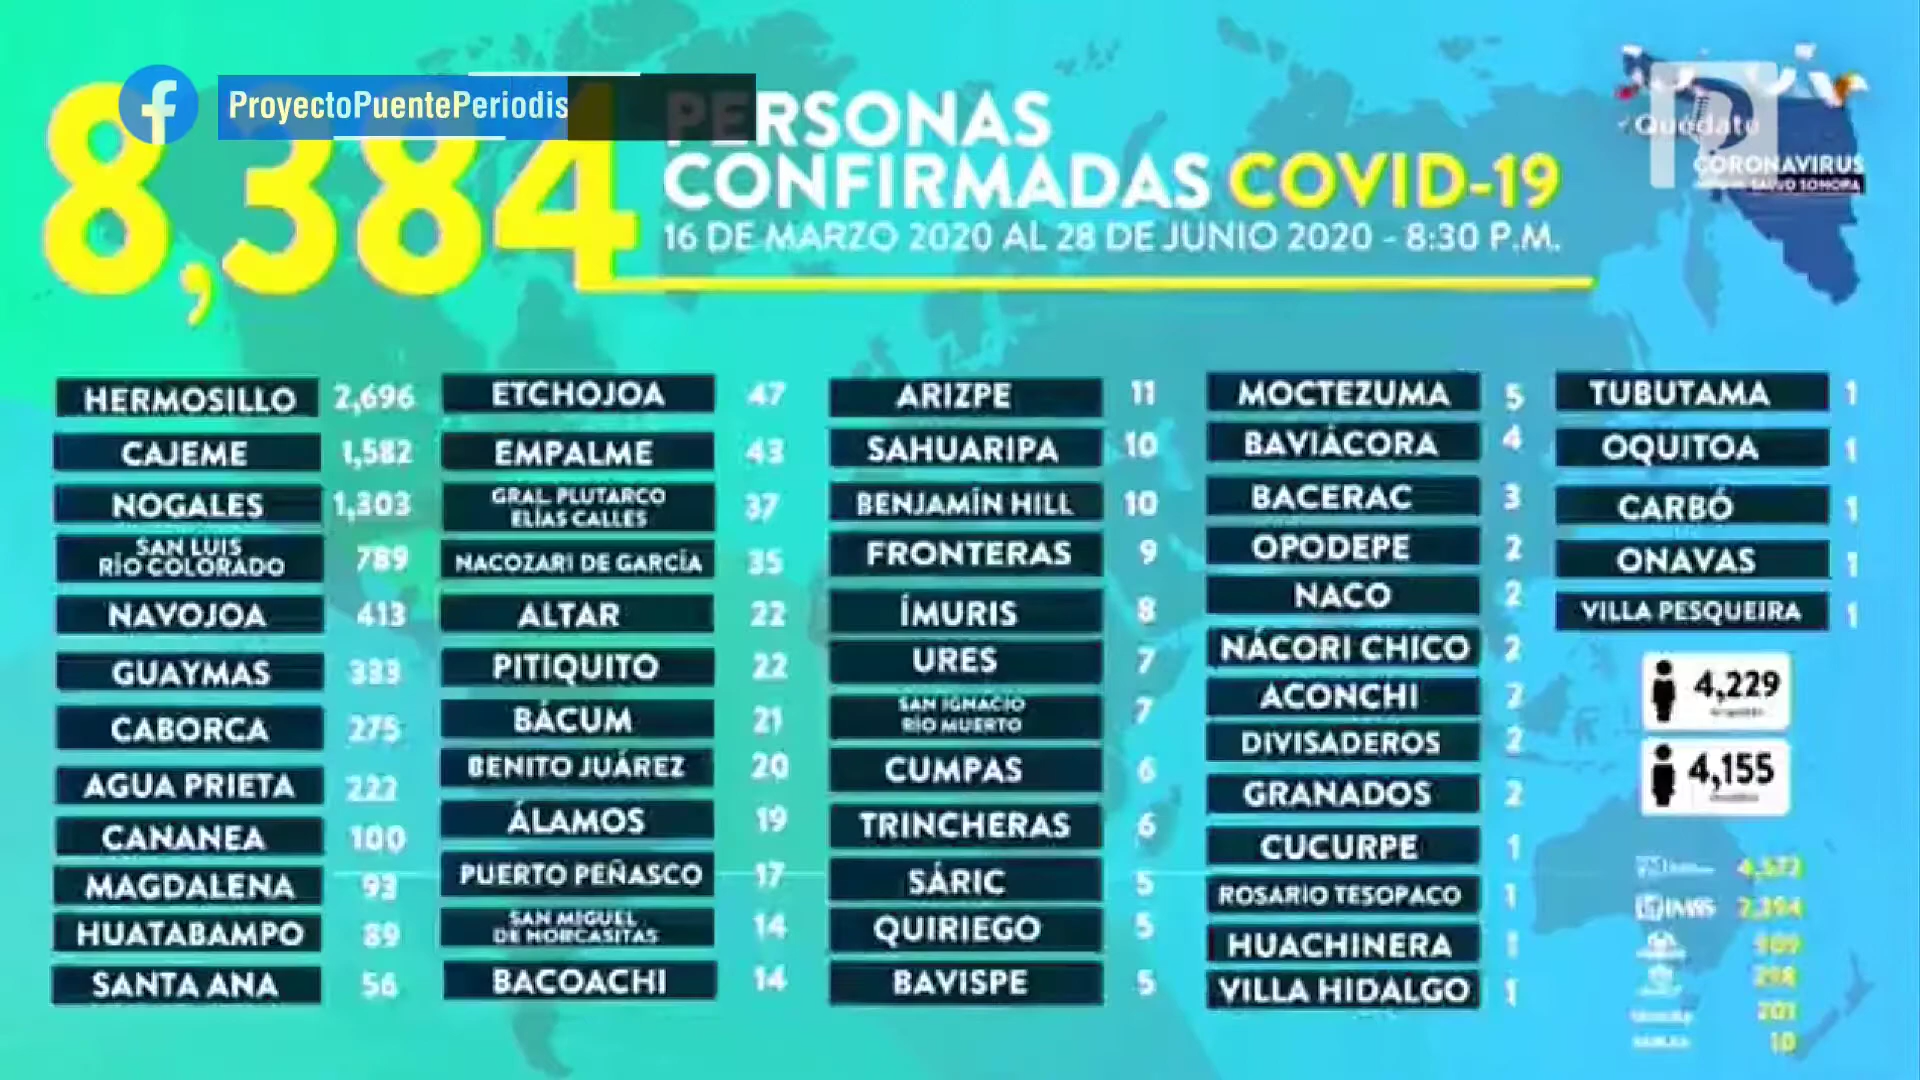 ProyectoPuentePeriodis
8,384
PERSONAS
CONFIRMADAS COVID-19
16 DE MARZO 2020 AL 28 DE JUNIO 2020 - 8:30 P.M.
Quédate
CORONAVIRUS
SALUD SONORA
HERMOSILLO 2,696
CAJEME 1,582
NOGALES 1,303
SAN LUIS
RÍO COLORADO 789
NAVOJOA 413
GUAYMAS 333
CABORCA 275
AGUA PRIETA 222
CANANEA 100
MAGDALENA 93
HUATABAMPO 89
SANTA ANA 56
ETCHOJOA 47
EMPALME 43
GRAL. PLUTARCO
ELÍAS CALLES 37
NACOZARI DE GARCÍA 35
ALTAR 22
PITIQUITO 22
BÁCUM 21
BENITO JUÁREZ 20
ÁLAMOS 19
PUERTO PEÑASCO 17
SAN MIGUEL
DE HORCASITAS 14
BACOACHI 14
ARIZPE 11
SAHUARIPA 10
BENJAMÍN HILL 10
FRONTERAS 9
ÍMURIS 8
URES 7
SAN IGNACIO
RÍO MUERTO 7
CUMPAS 6
TRINCHERAS 6
SÁRIC 5
QUIRIEGO 5
BAVISPE 5
MOCTEZUMA 5
BAVIÁCORA 4
BACERAC 3
OPODEPE 2
NACO 2
NÁCORI CHICO 2
ACONCHI 2
DIVISADEROS 2
GRANADOS 2
CUCURPE 1
ROSARIO TESOPACO 1
HUACHINERA 1
VILLA HIDALGO 1
TUBUTAMA 1
OQUITOA 1
CARBÓ 1
ONAVAS 1
VILLA PESQUEIRA 1
4,229
4,155
IMSS
298
201
10